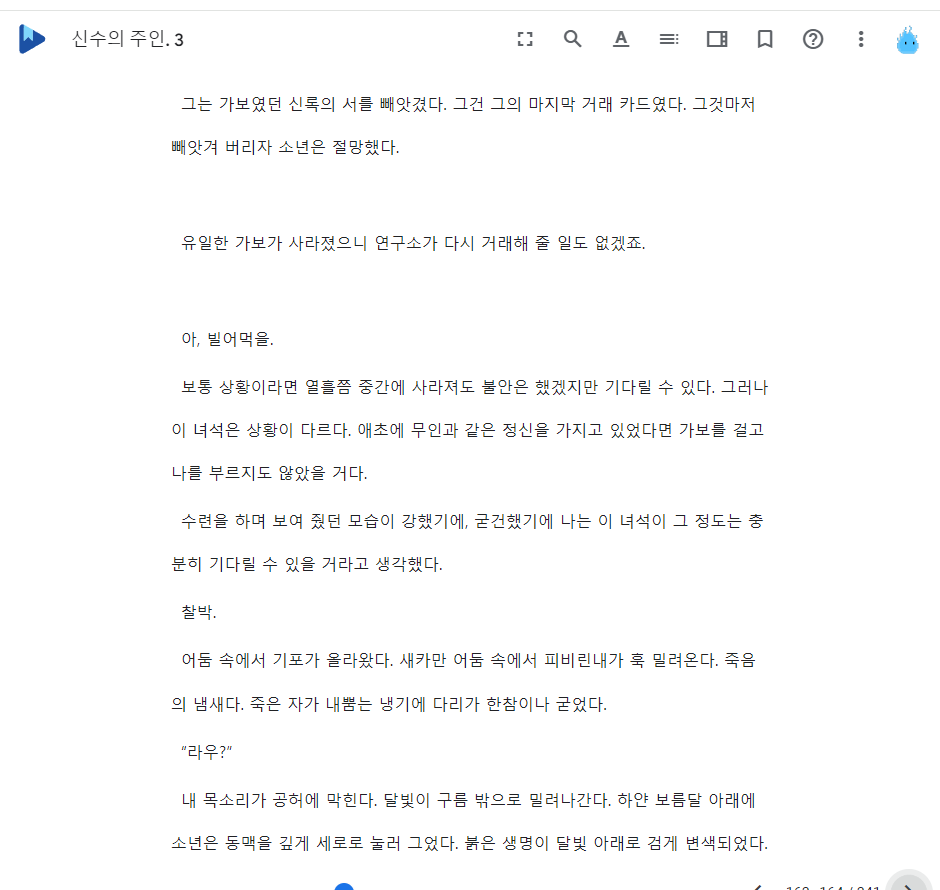 신수의 주인. 3
그는 가보였던 신록의 서를 빼앗겼다. 그건 그의 마지막 거래 카드였다. 그것마저
빼앗겨 버리자 소년은 절망했다.
유일한 가보가 사라졌으니 연구소가 다시 거래해 줄 일도 없겠죠.
아, 빌어먹을.
보통 상황이라면 열흘쯤 중간에 사라져도 불안은 했겠지만 기다릴 수 있다. 그러나
이 녀석은 상황이 다르다. 애초에 무인과 같은 정신을 가지고 있었다면 가보를 걸고
나를 부르지도 않았을 거다.
수련을 하며 보여 줬던 모습이 강했기에, 굳건했기에 나는 이 녀석이 그 정도는 충
분히 기다릴 수 있을 거라고 생각했다.
찰박.
어둠 속에서 기포가 올라왔다. 새카만 어둠 속에서 피비린내가 훅 밀려온다. 죽음
의 냄새다. 죽은 자가 내뿜는 냉기에 다리가 한참이나 굳었다.
“라우?”
내 목소리가 공허에 막힌다. 달빛이 구름 밖으로 밀려나간다. 하얀 보름달 아래에
소년은 동맥을 깊게 세로로 눌러 그었다. 붉은 생명이 달빛 아래로 검게 변색되었다.